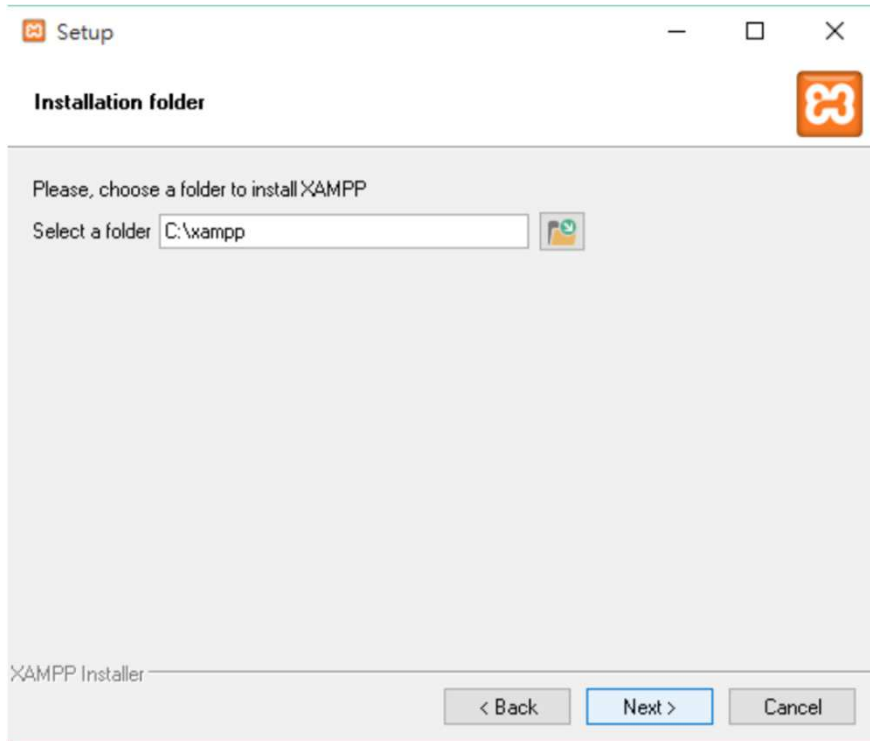 Setup
Installation folder
Please, choose a folder to install XAMPP
Select a folder C:\xampp
XAMPP Installer
< Back Next > Cancel